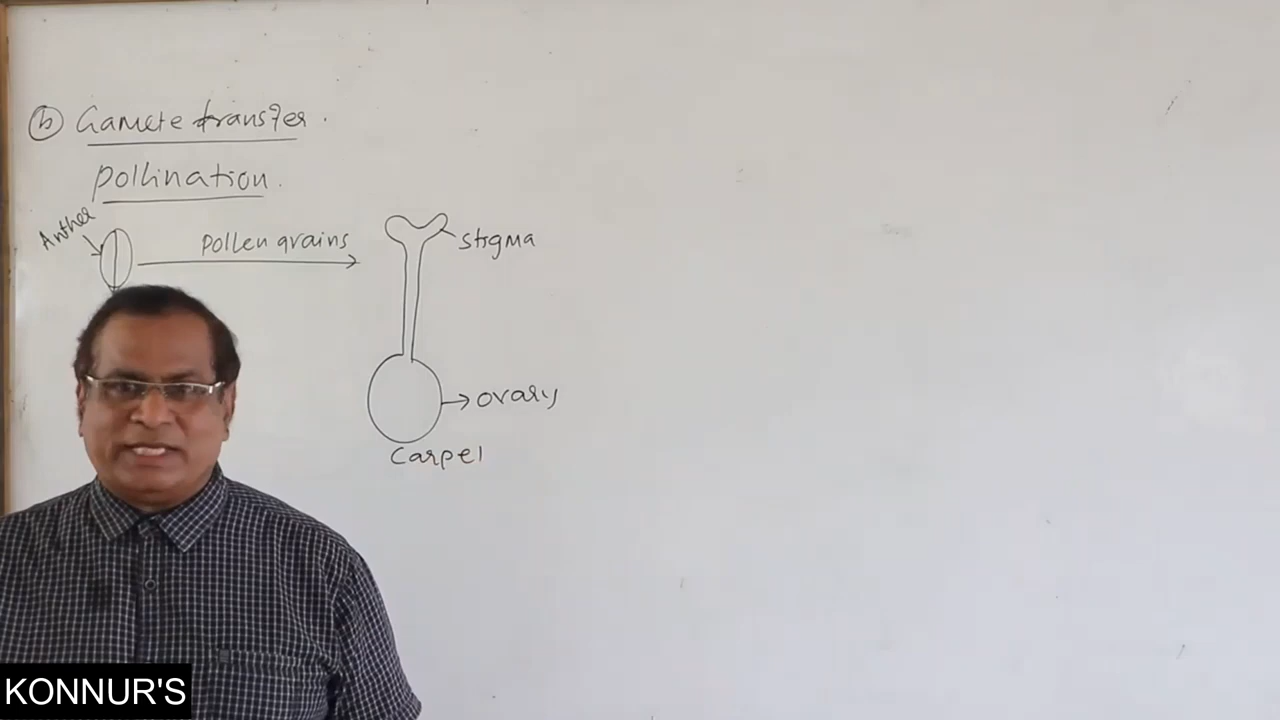 b Gamete transfer.
Pollination.
Anther
Pollen grains
stigma
ovary
Carpel
KONNUR'S